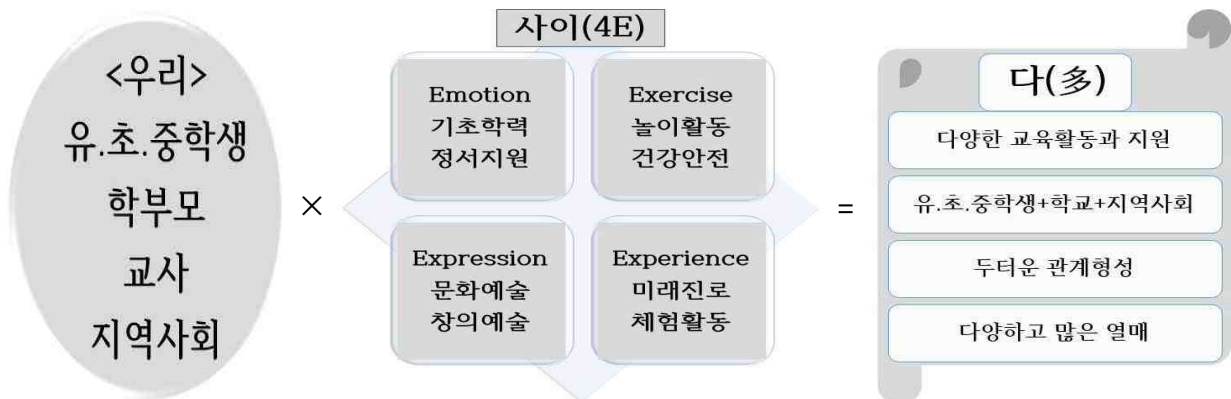 <우리>
유.초.중학생
학부모
교사
지역사회
×
사이(4E)
Emotion
기초학력
정서지원
Exercise
놀이활동
건강안전
Expression
문화예술
창의예술
Experience
미래진로
체험활동
=
다(多)
다양한 교육활동과 지원
유.초.중학생+학교+지역사회
두터운 관계형성
다양하고 많은 열매